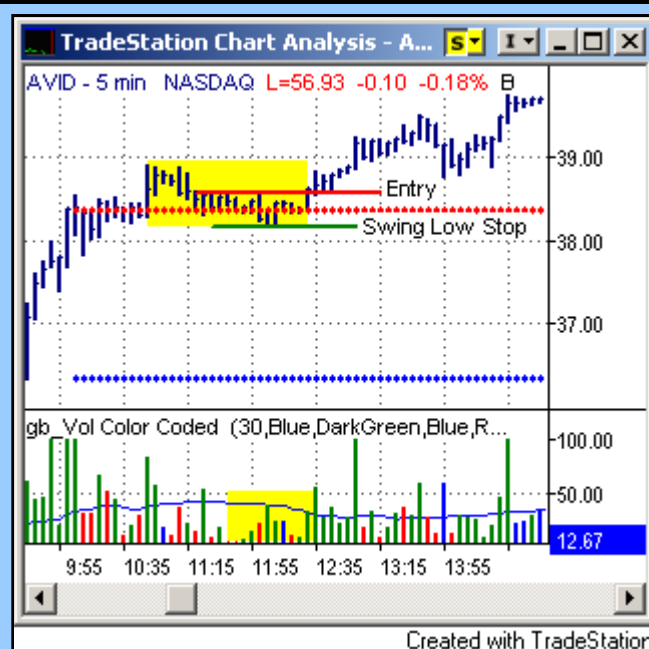 TradeStation Chart Analysis - A... S I
AVID - 5 min NASDAQ L=56.93 -0.10 -0.18% B
39.00
Entry
Swing Low Stop
38.00
37.00
gb_Vol Color Coded (30,Blue,DarkGreen,Blue,R...
100.00
50.00
12.67
9:55 10:35 11:15 11:55 12:35 13:15 13:55
Created with TradeStation